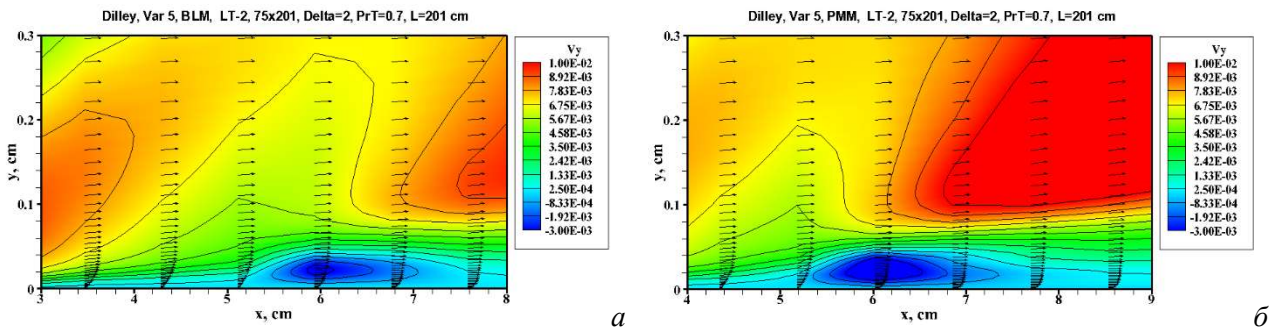 Dilley, Var 5, BLM, LT-2, 75x201, Delta=2, PrT=0.7, L=201 cm
0.3
0.2
0.1
0
y, cm
3 4 5 6 7 8
x, cm
Vy
1.00E-02
8.92E-03
7.83E-03
6.75E-03
5.67E-03
4.58E-03
3.50E-03
2.42E-03
1.33E-03
2.50E-04
-8.33E-04
-1.92E-03
-3.00E-03
а
Dilley, Var 5, PMM, LT-2, 75x201, Delta=2, PrT=0.7, L=201 cm
0.3
0.2
0.1
0
y, cm
4 5 6 7 8 9
x, cm
Vy
1.00E-02
8.92E-03
7.83E-03
6.75E-03
5.67E-03
4.58E-03
3.50E-03
2.42E-03
1.33E-03
2.50E-04
-8.33E-04
-1.92E-03
-3.00E-03
б